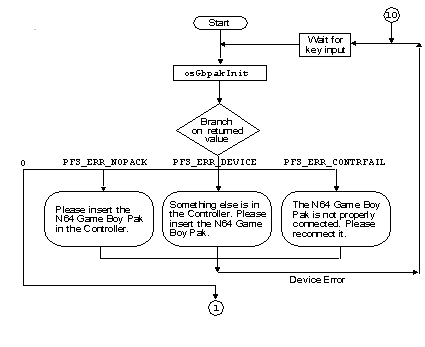 Start
10
Wait for
key input
osGbpakInit
Branch
on returned
value
0 PFS_ERR_NOPACK PFS_ERR_DEVICE PFS_ERR_CONTRFAIL
Please insert the
N64 Game Boy Pak
in the Controller.
Something else is in
the Controller. Please
insert the N64 Game
Boy Pak.
The N64 Game Boy
Pak is not properly
connected. Please
reconnect it.
Device Error
1